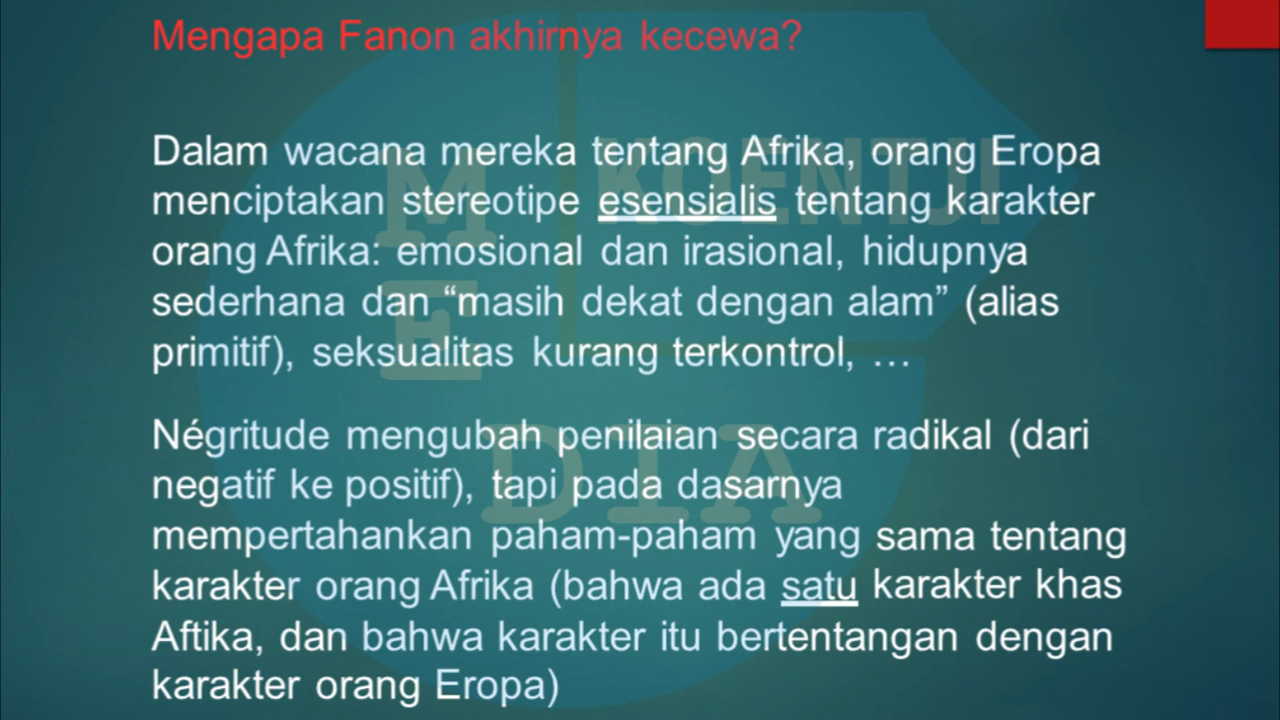 Mengapa Fanon akhirnya kecewa?
Dalam wacana mereka tentang Afrika, orang Eropa
menciptakan stereotipe esensialis tentang karakter
orang Afrika: emosional dan irasional, hidupnya
sederhana dan “masih dekat dengan alam” (alias
primitif), seksualitas kurang terkontrol, …
Négritude mengubah penilaian secara radikal (dari
negatif ke positif), tapi pada dasarnya
mempertahankan paham-paham yang sama tentang
karakter orang Afrika (bahwa ada satu karakter khas
Aftika, dan bahwa karakter itu bertentangan dengan
karakter orang Eropa)
M KOENTJI
E
DIA